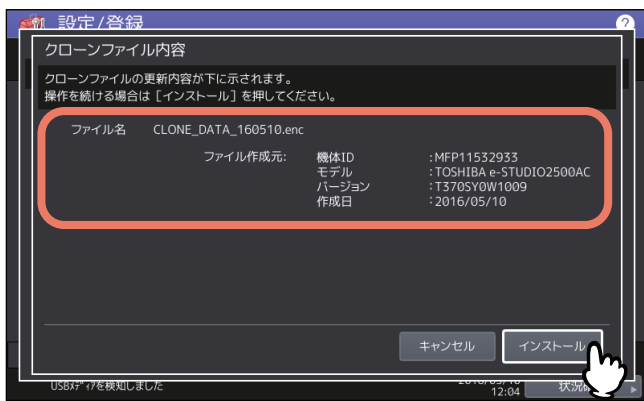 設定/登録
?
クローンファイル内容
クローンファイルの更新内容が下に示されます。
操作を続ける場合は［インストール］を押してください。
ファイル名 CLONE_DATA_160510.enc
ファイル作成元: 機体ID :MFP11532933
モデル :TOSHIBA e-STUDIO2500AC
バージョン :T370SY0W1009
作成日 :2016/05/10
キャンセル インストール
USBﾒﾃﾞｨｱを検知しました
12:04